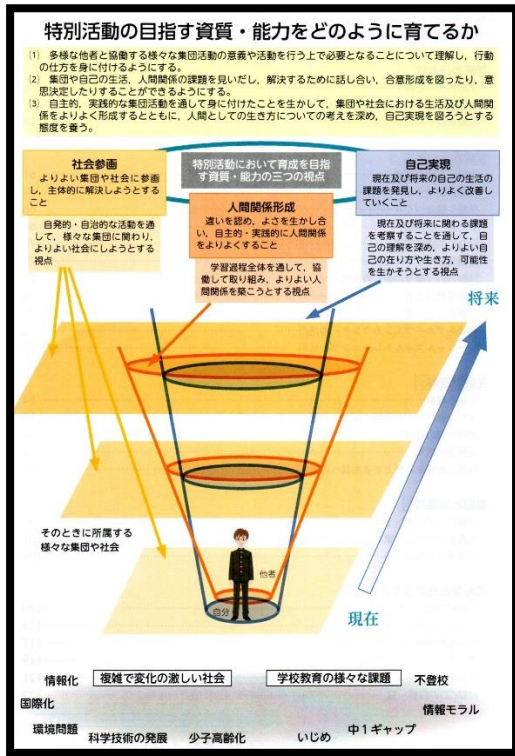 特別活動の目指す資質・能力をどのように育てるか
(1) 多様な他者と協働する様々な集団活動の意義や活動を行う上で必要となることについて理解し，行動
の仕方を身に付けるようにする。
(2) 集団や自己の生活，人間関係の課題を見いだし，解決するために話し合い，合意形成を図ったり，意
思決定したりすることができるようにする。
(3) 自主的，実践的な集団活動を通して身に付けたことを生かして，集団や社会における生活及び人間関
係をよりよく形成するとともに，人間としての生き方についての考えを深め，自己実現を図ろうとする
態度を養う。
社会参画
よりよい集団や社会に参画
し，主体的に解決しようとする
こと
自発的・自治的な活動を通
して，様々な集団に関わり，
よりよい社会にしようとする
視点
特別活動において育成を目指
す資質・能力の三つの視点
人間関係形成
違いを認め，よさを生かし合
い，自主的・実践的に人間関係
をよりよくすること
学習過程全体を通して，協
働して取り組み，よりよい人
間関係を築こうとする視点
自己実現
現在及び将来の自己の生活の
課題を発見し，よりよく改善し
ていくこと
現在及び将来に関わる課題
を考察することを通して，自
己の理解を深め，よりよい自
己の在り方や生き方，可能性
を生かそうとする視点
将来
そのときに所属する
様々な集団や社会
他者
自分
現在
情報化
複雑で変化の激しい社会
学校教育の様々な課題
不登校
国際化
情報モラル
環境問題
科学技術の発展
少子高齢化
いじめ
中1ギャップ